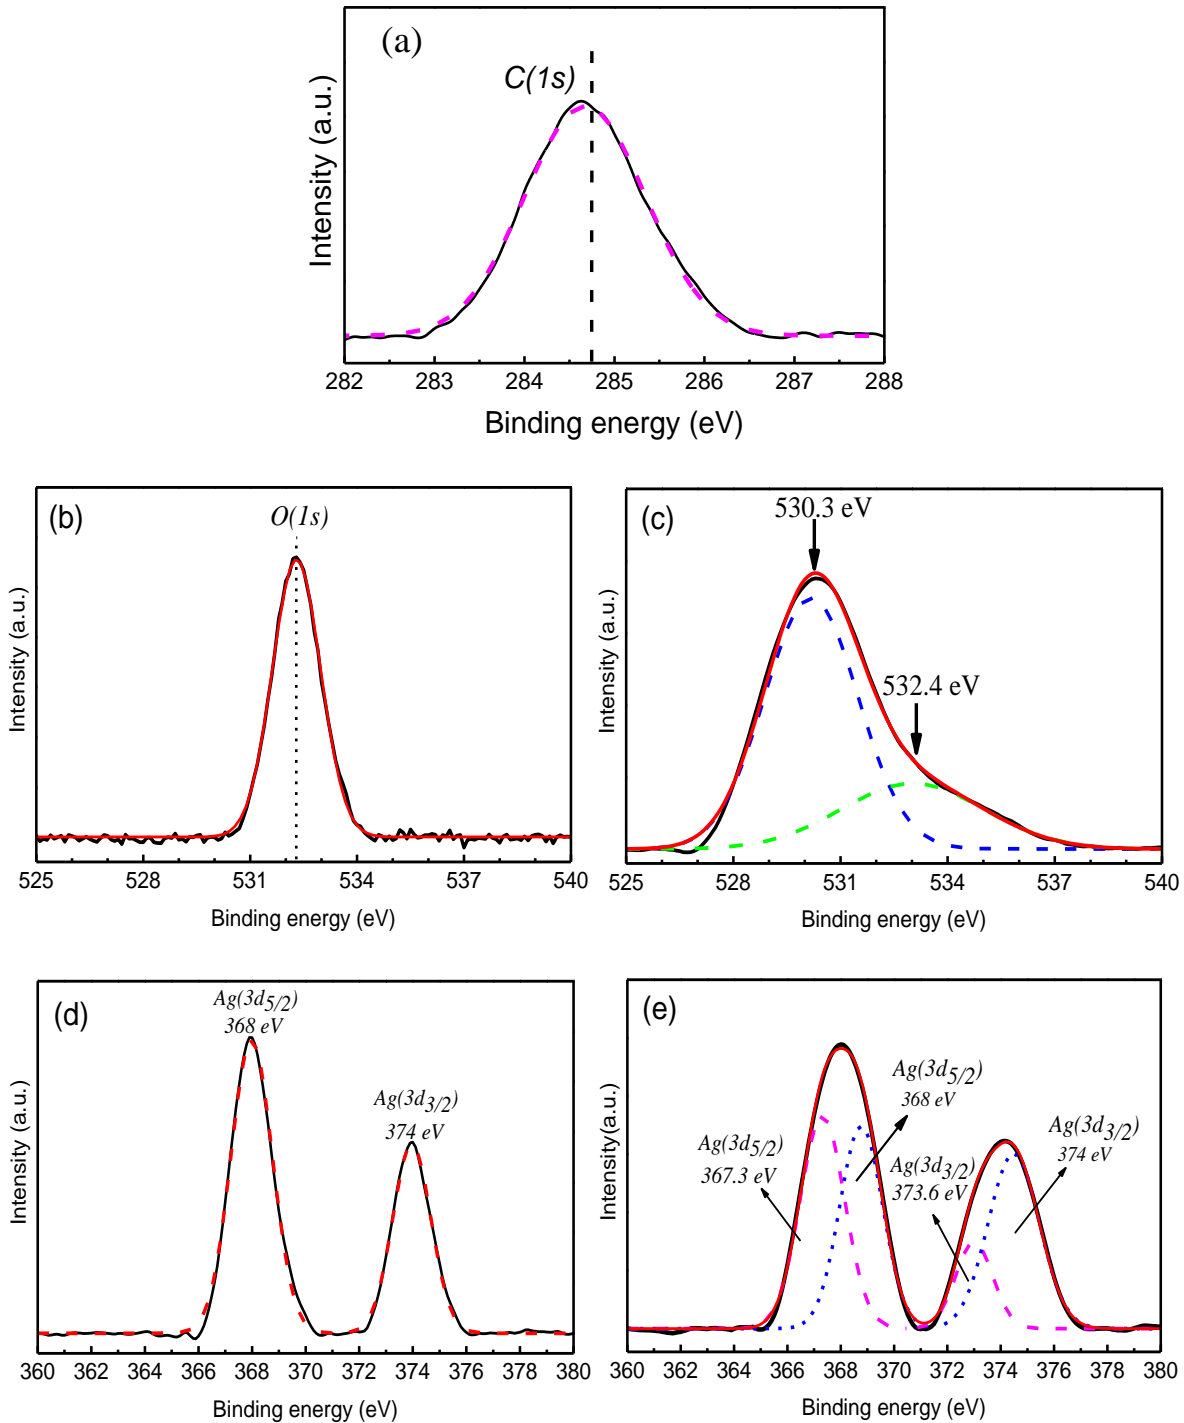 (a)
C(1s)
Intensity (a.u.)
282 283 284 285 286 287 288
Binding energy (eV)
(b)
O(1s)
Intensity (a.u.)
525 528 531 534 537 540
Binding energy (eV)
(c)
530.3 eV
532.4 eV
Intensity (a.u.)
525 528 531 534 537 540
Binding energy (eV)
(d)
Ag(3d5/2)
368 eV
Ag(3d3/2)
374 eV
Intensity (a.u.)
360 362 364 366 368 370 372 374 376 378 380
Binding energy (eV)
(e)
Ag(3d5/2)
368 eV
Ag(3d5/2)
367.3 eV
Ag(3d3/2)
373.6 eV
Ag(3d3/2)
374 eV
Intensity(a.u.)
360 362 364 366 368 370 372 374 376 378 380
Binding energy (eV)